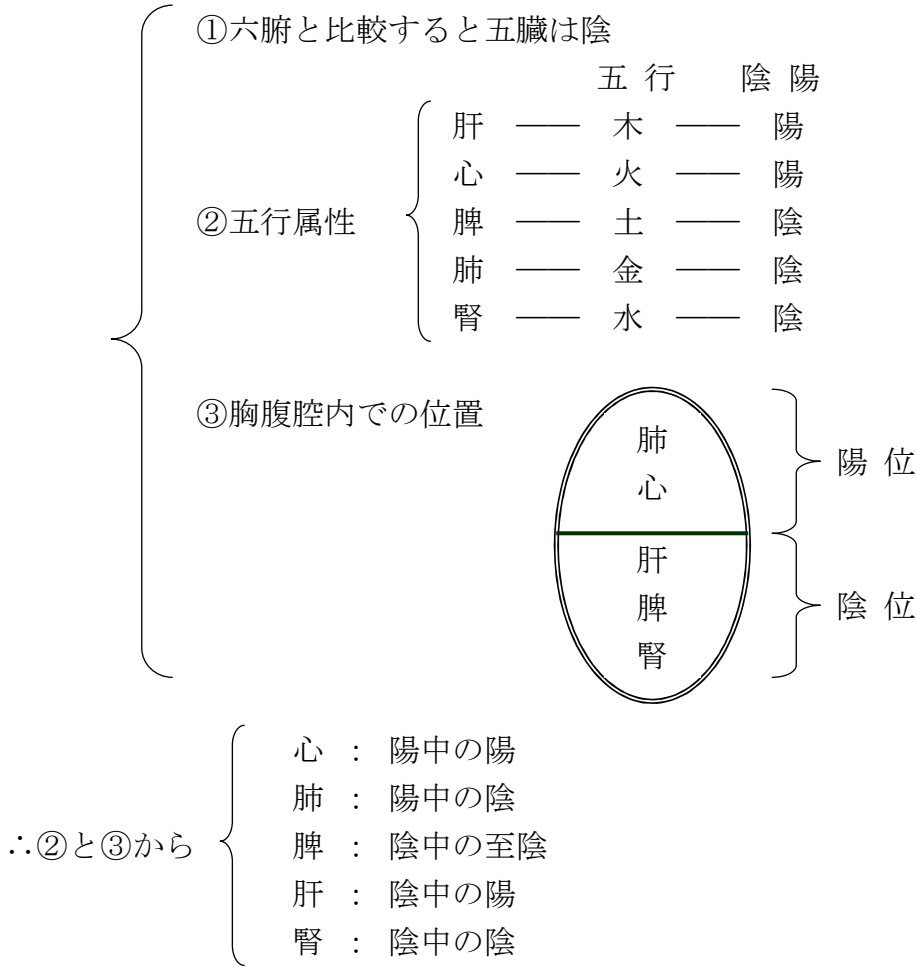 ①六腑と比較すると五臓は陰
五行 陰陽
肝 ―― 木 ―― 陽
心 ―― 火 ―― 陽
②五行属性
脾 ―― 土 ―― 陰
肺 ―― 金 ―― 陰
腎 ―― 水 ―― 陰
③胸腹腔内での位置
肺
心
陽位
肝
脾
腎
陰位
∴②と③から
心 : 陽中の陽
肺 : 陽中の陰
脾 : 陰中の至陰
肝 : 陰中の陽
腎 : 陰中の陰